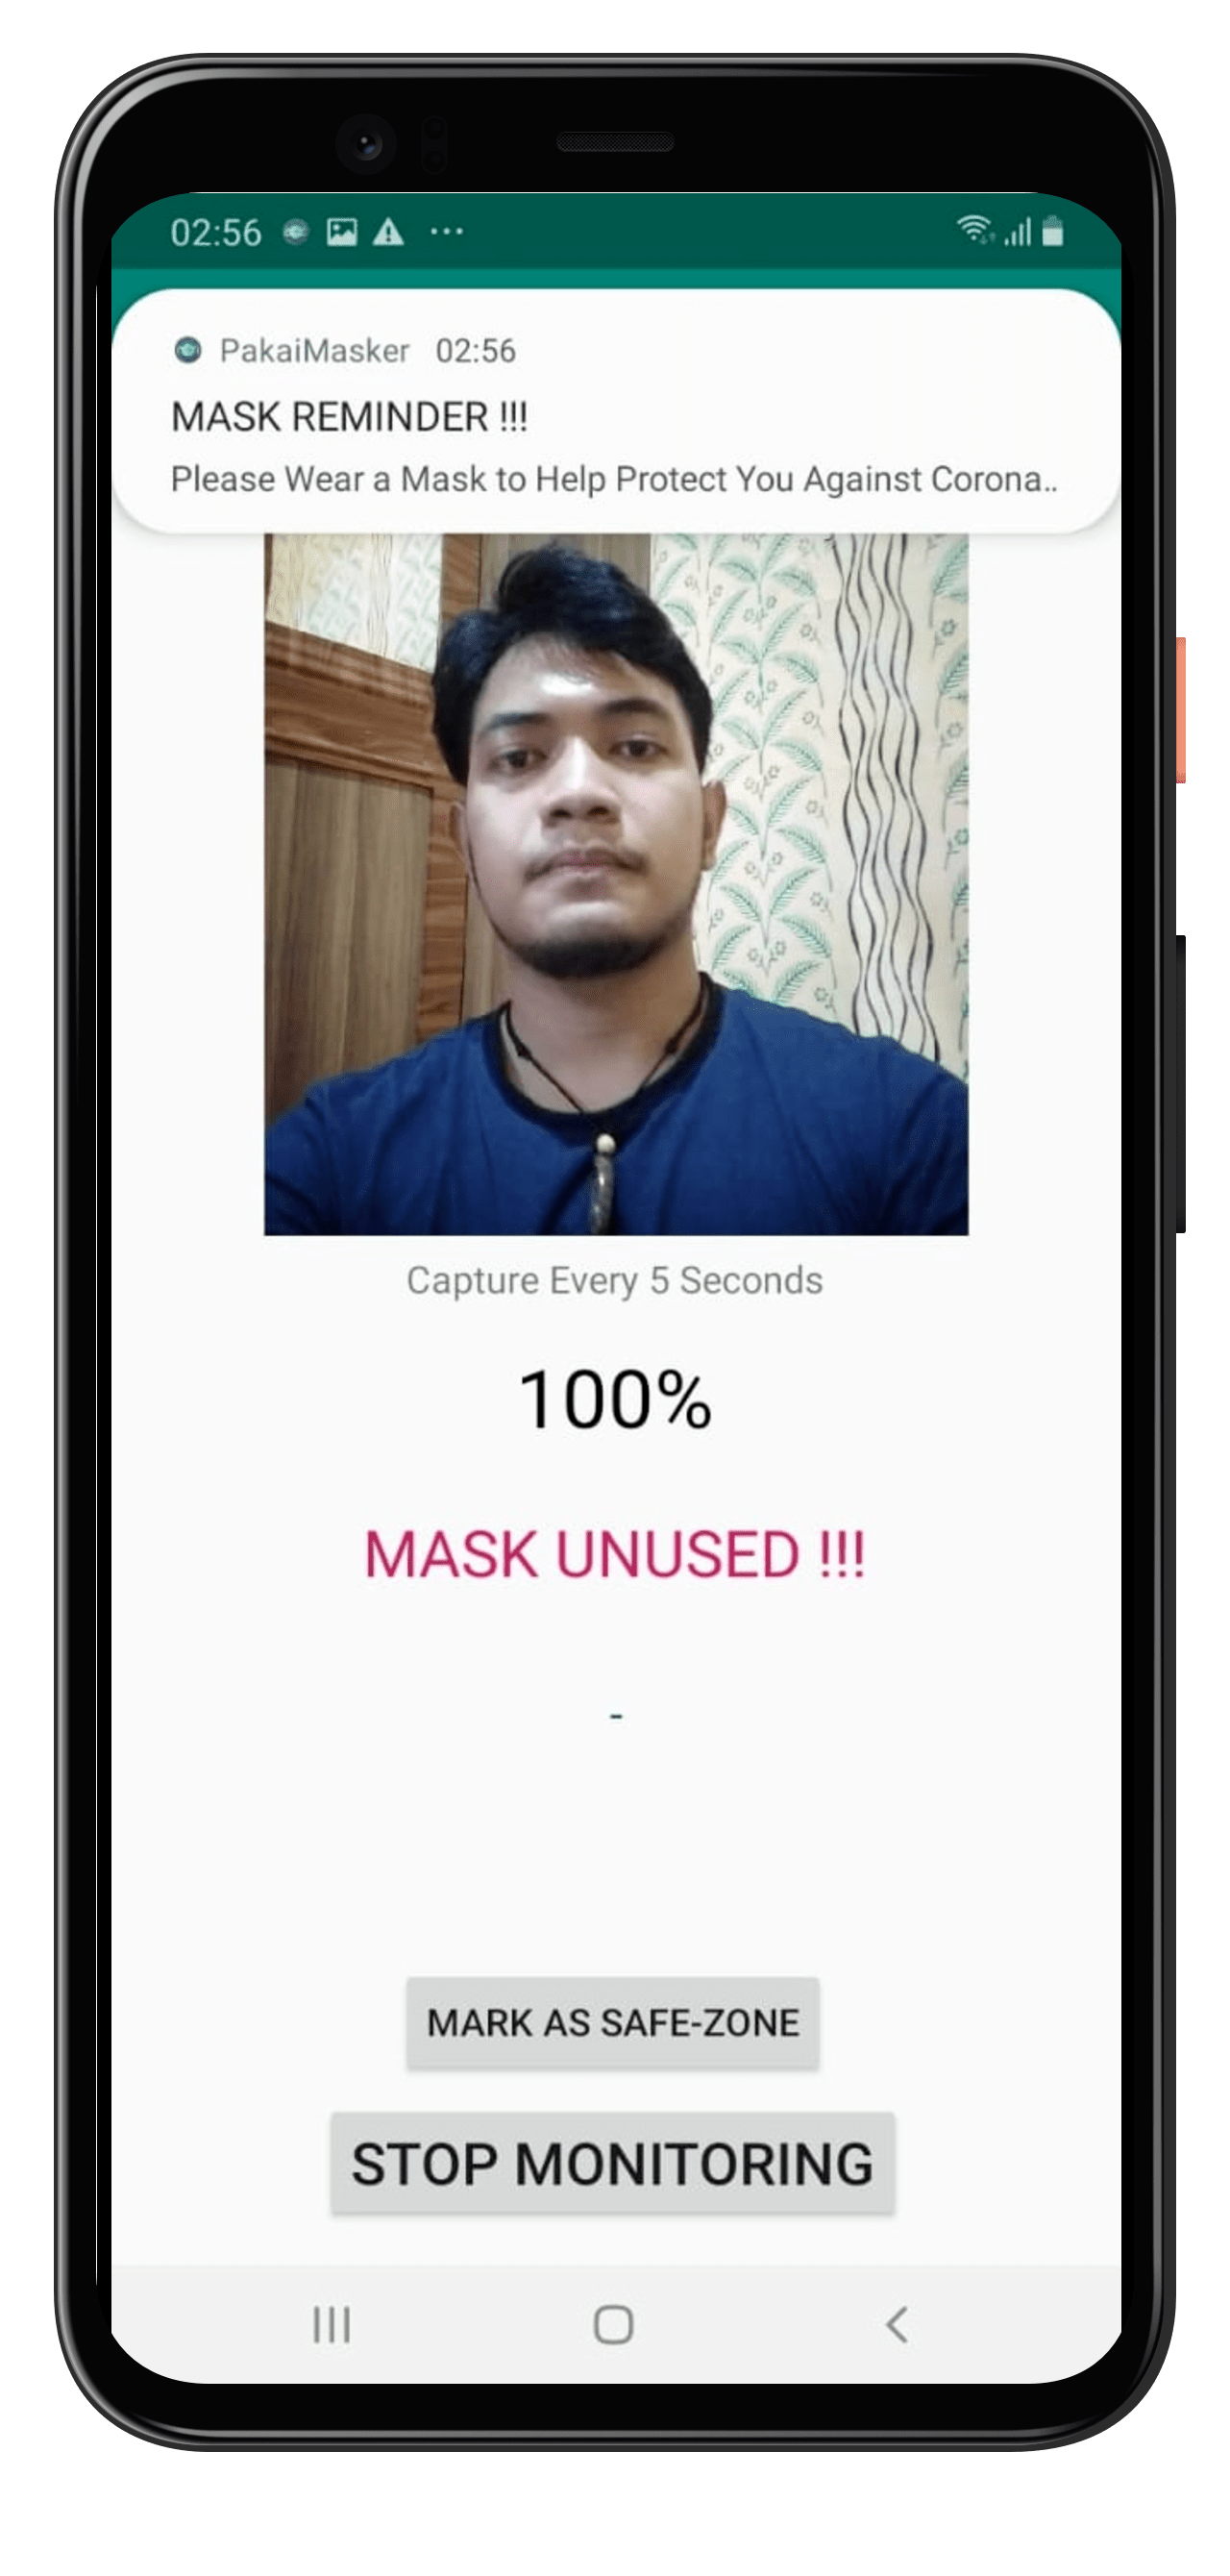 02:56
PakaiMasker 02:56
MASK REMINDER !!!
Please Wear a Mask to Help Protect You Against Corona..
Capture Every 5 Seconds
100%
MASK UNUSED !!!
-
MARK AS SAFE-ZONE
STOP MONITORING